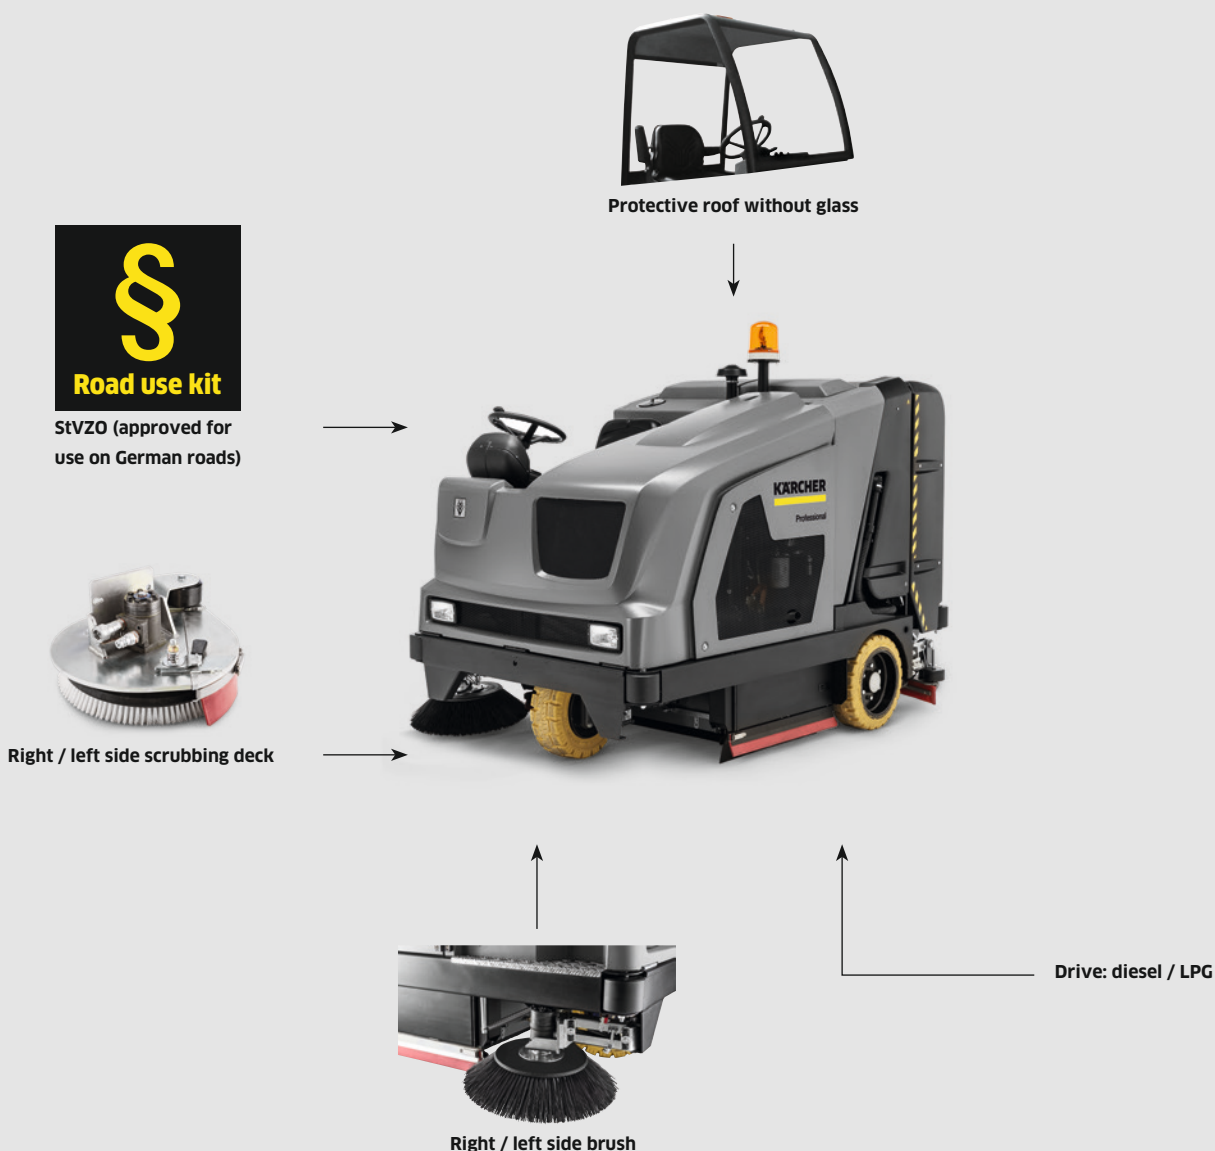 Protective roof without glass
§
Road use kit
StVZO (approved for
use on German roads)
KÄRCHER
Professional
Right / left side scrubbing deck
Drive: diesel / LPG
Right / left side brush